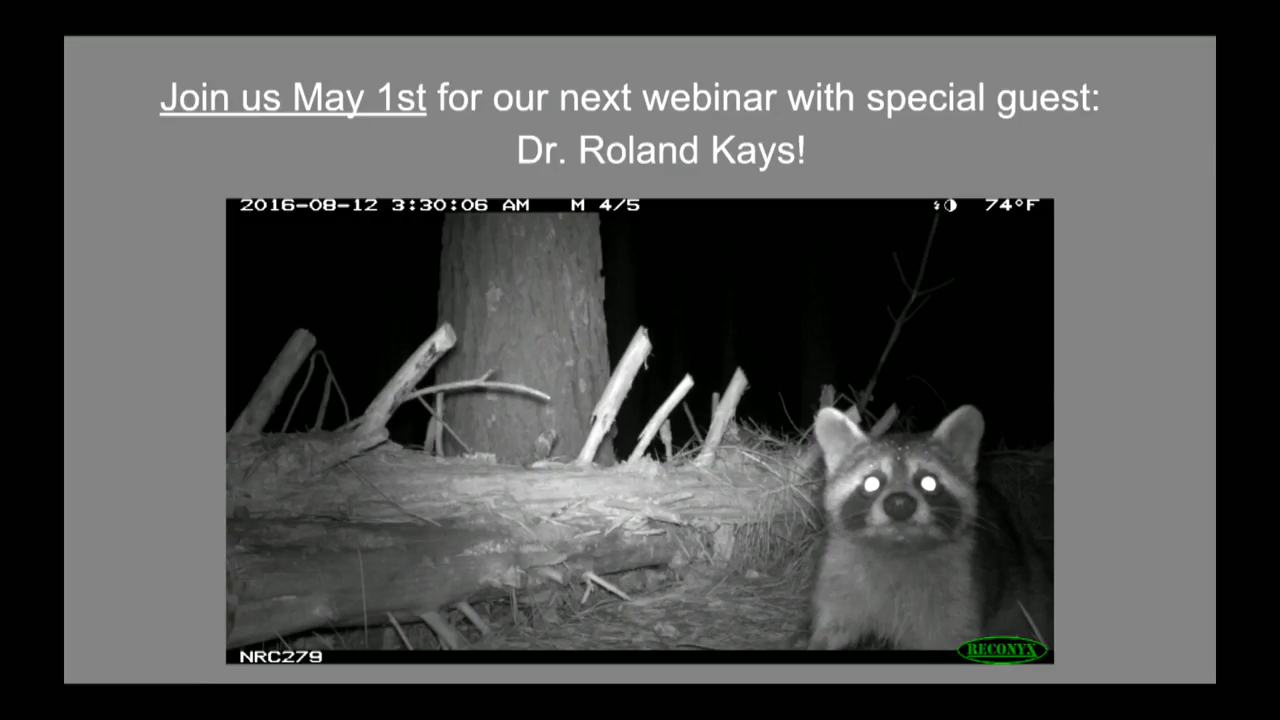 Join us May 1st for our next webinar with special guest:
Dr. Roland Kays!
2016-08-12 3:30:06 AM M 4/5 74°F
NRC279
RECONYX